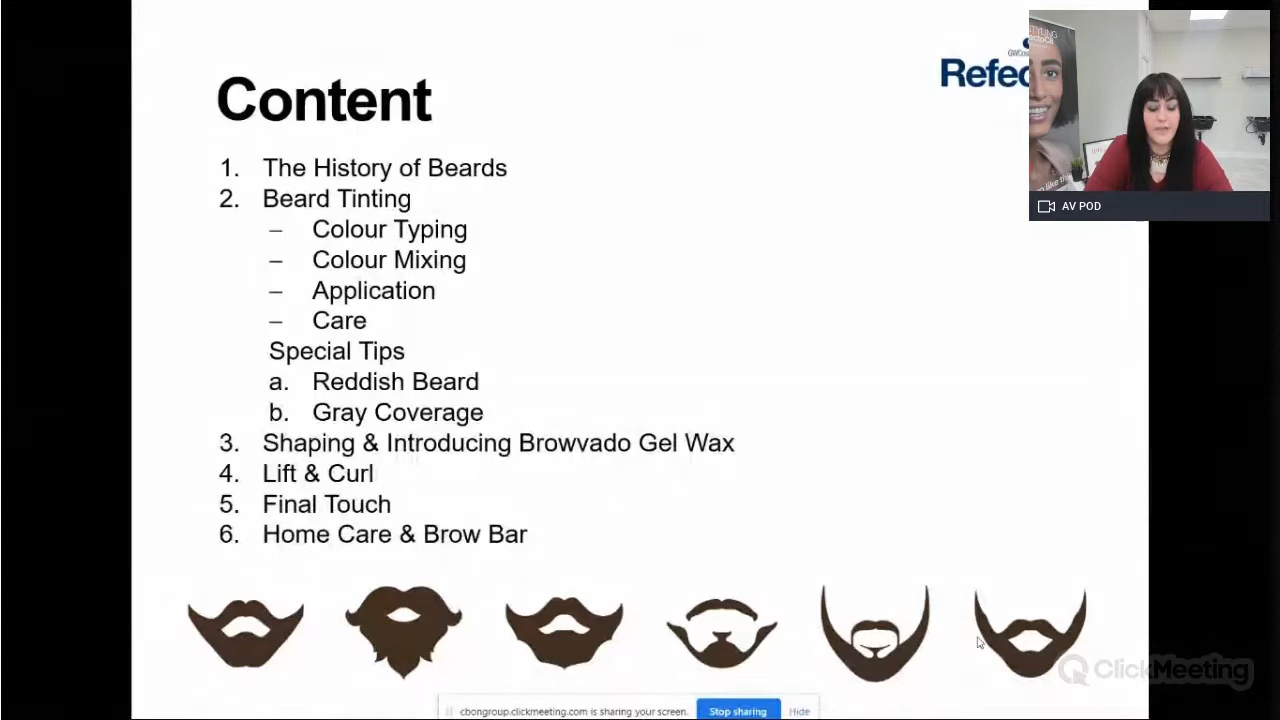 Content
1. The History of Beards
2. Beard Tinting
– Colour Typing
– Colour Mixing
– Application
– Care
Special Tips
a. Reddish Beard
b. Gray Coverage
3. Shaping & Introducing Browvado Gel Wax
4. Lift & Curl
5. Final Touch
6. Home Care & Brow Bar
Refec
AV POD
ClickMeeting
cbongroup.clickmeeting.com is sharing your screen.
Stop sharing
Hide